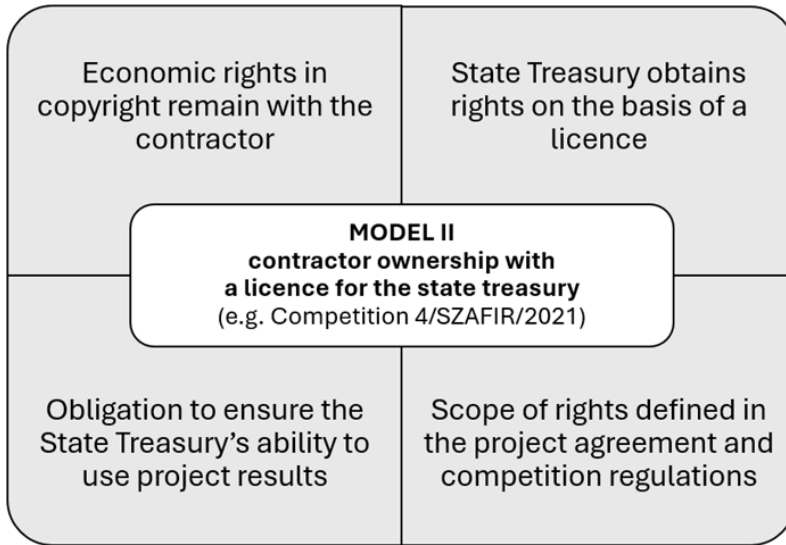 Economic rights in
copyright remain with the
contractor
State Treasury obtains
rights on the basis of a
licence
MODEL II
contractor ownership with
a licence for the state treasury
(e.g. Competition 4/SZAFIR/2021)
Obligation to ensure the
State Treasury’s ability to
use project results
Scope of rights defined in
the project agreement and
competition regulations